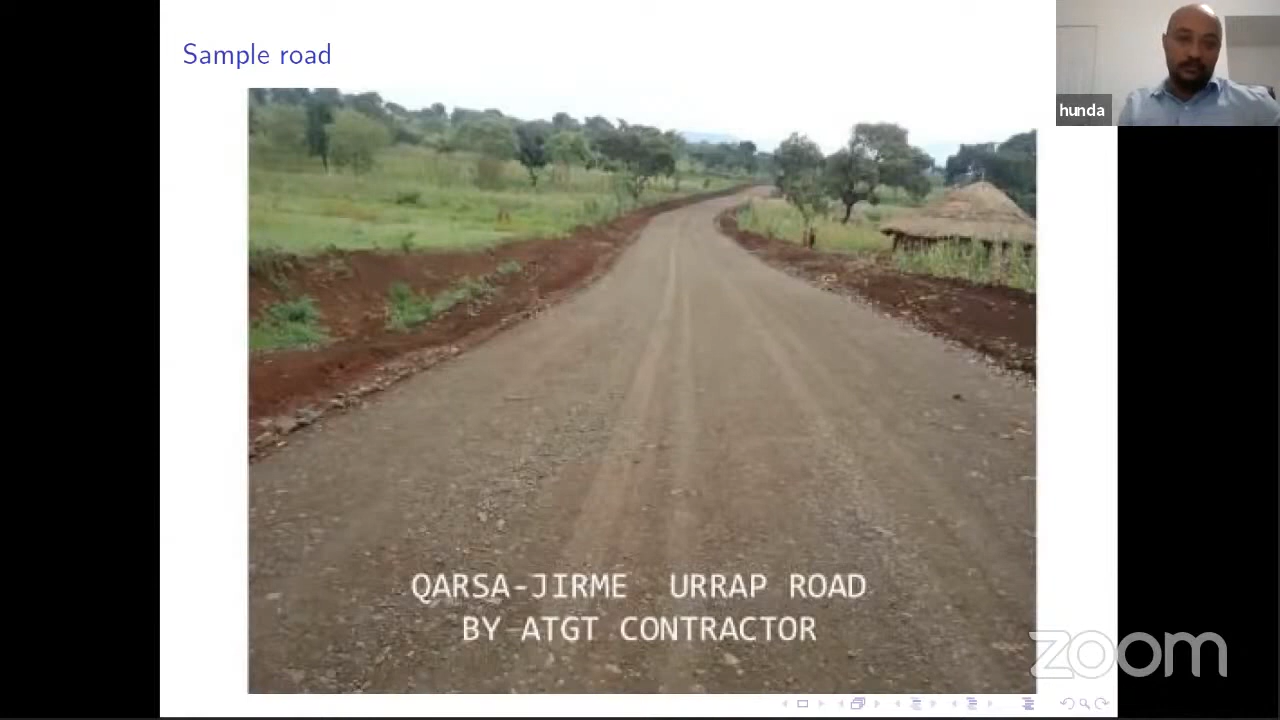 Sample road
hunda
QARSA-JIRME URRAP ROAD
BY ATGT CONTRACTOR
zoom